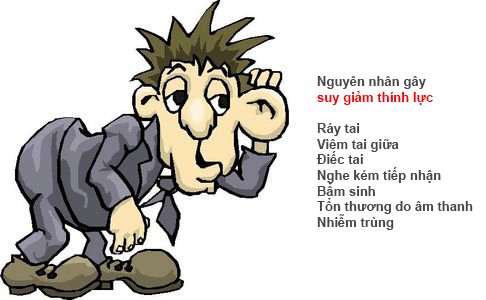 Nguyên nhân gây
suy giảm thính lực
Ráy tai
Viêm tai giữa
Điếc tai
Nghe kém tiếp nhận
Bẩm sinh
Tổn thương do âm thanh
Nhiễm trùng